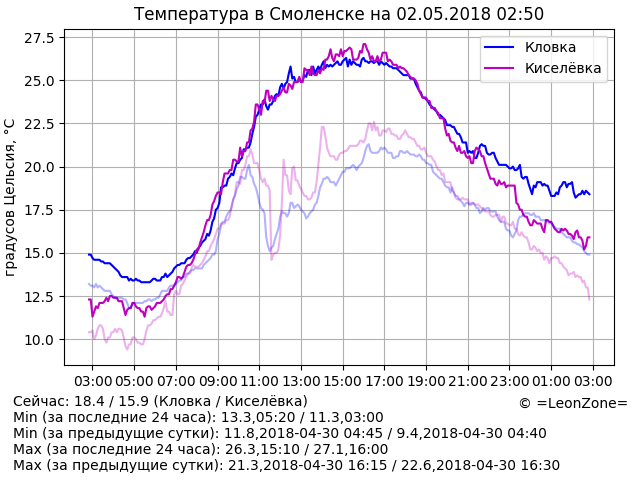 Температура в Смоленске на 02.05.2018 02:50
градусов Цельсия, °C
27.5
25.0
22.5
20.0
17.5
15.0
12.5
10.0
Кловка
Киселёвка
03:00 05:00 07:00 09:00 11:00 13:00 15:00 17:00 19:00 21:00 23:00 01:00 03:00
Сейчас: 18.4 / 15.9 (Кловка / Киселёвка)
© =LeonZone=
Min (за последние 24 часа): 13.3,05:20 / 11.3,03:00
Min (за предыдущие сутки): 11.8,2018-04-30 04:45 / 9.4,2018-04-30 04:40
Max (за последние 24 часа): 26.3,15:10 / 27.1,16:00
Max (за предыдущие сутки): 21.3,2018-04-30 16:15 / 22.6,2018-04-30 16:30